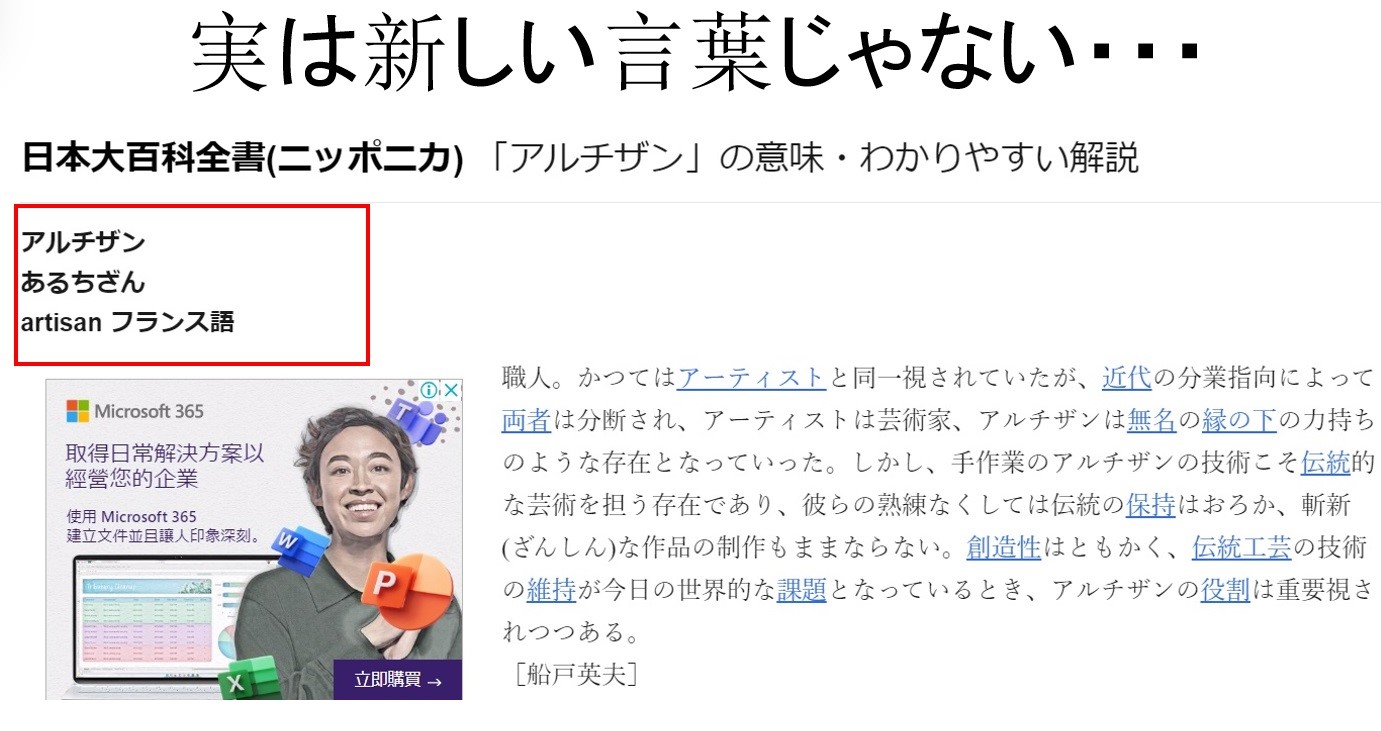 実は新しい言葉じゃない･･･
日本大百科全書(ニッポニカ) 「アルチザン」の意味・わかりやすい解説
アルチザン
あるちざん
artisan フランス語
Microsoft 365
取得日常解決方案以
經營您的企業
使用 Microsoft 365
建立文件並且讓人印象深刻。
立即購買 →
職人。かつてはアーティストと同一視されていたが、近代の分業指向によって
両者は分断され、アーティストは芸術家、アルチザンは無名の縁の下の力持ち
のような存在となっていった。しかし、手作業のアルチザンの技術こそ伝統的
な芸術を担う存在であり、彼らの熟練なくしては伝統の保持はおろか、斬新
(ざんしん)な作品の制作もままならない。創造性はともかく、伝統工芸の技術
の維持が今日の世界的な課題となっているとき、アルチザンの役割は重要視さ
れつつある。
［船戸英夫］